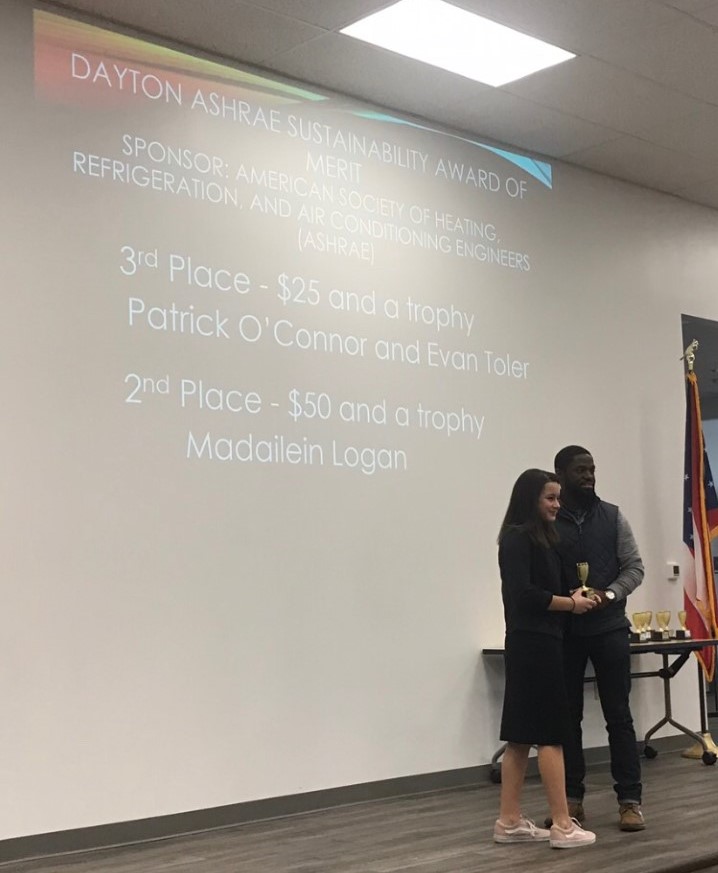 DAYTON ASHRAE SUSTAINABILITY AWARD OF
MERIT
SPONSOR: AMERICAN SOCIETY OF HEATING,
REFRIGERATION, AND AIR CONDITIONING ENGINEERS
(ASHRAE)
3rd Place - $25 and a trophy
Patrick O'Connor and Evan Toler
2nd Place - $50 and a trophy
Madailein Logan